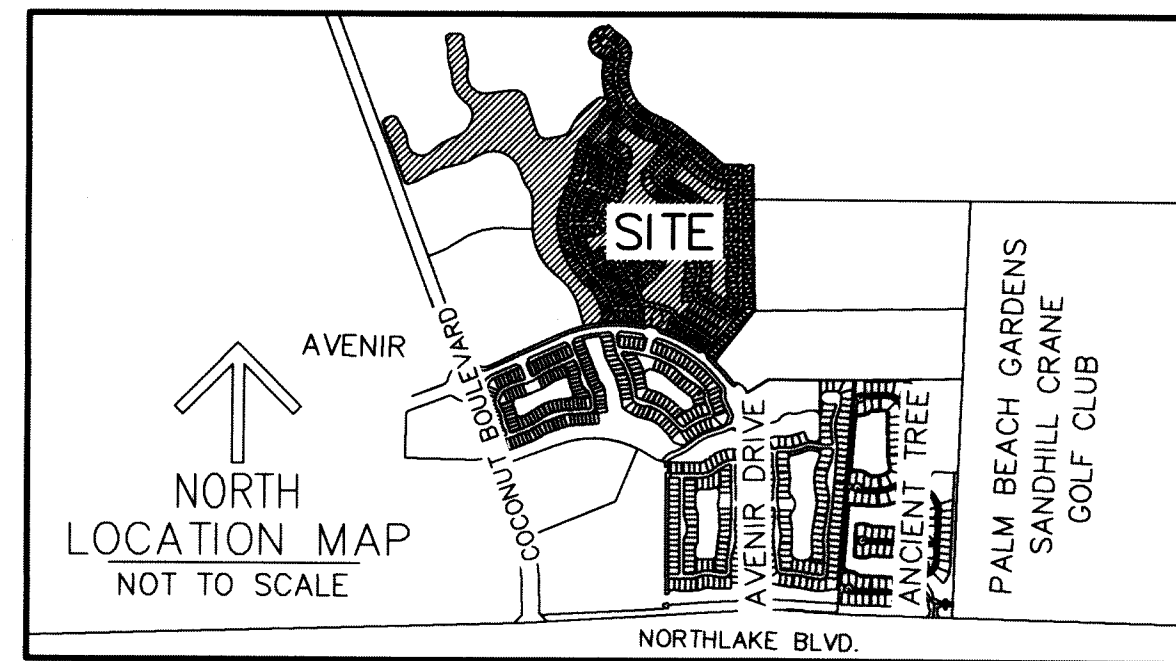 SITE
AVENIR
COCONUT BOULEVARD
NORTH
LOCATION MAP
NOT TO SCALE
AVENIR DRIVE
ANCIENT TREE
PALM BEACH GARDENS
SANDHILL CRANE
GOLF CLUB
NORTHLAKE BLVD.